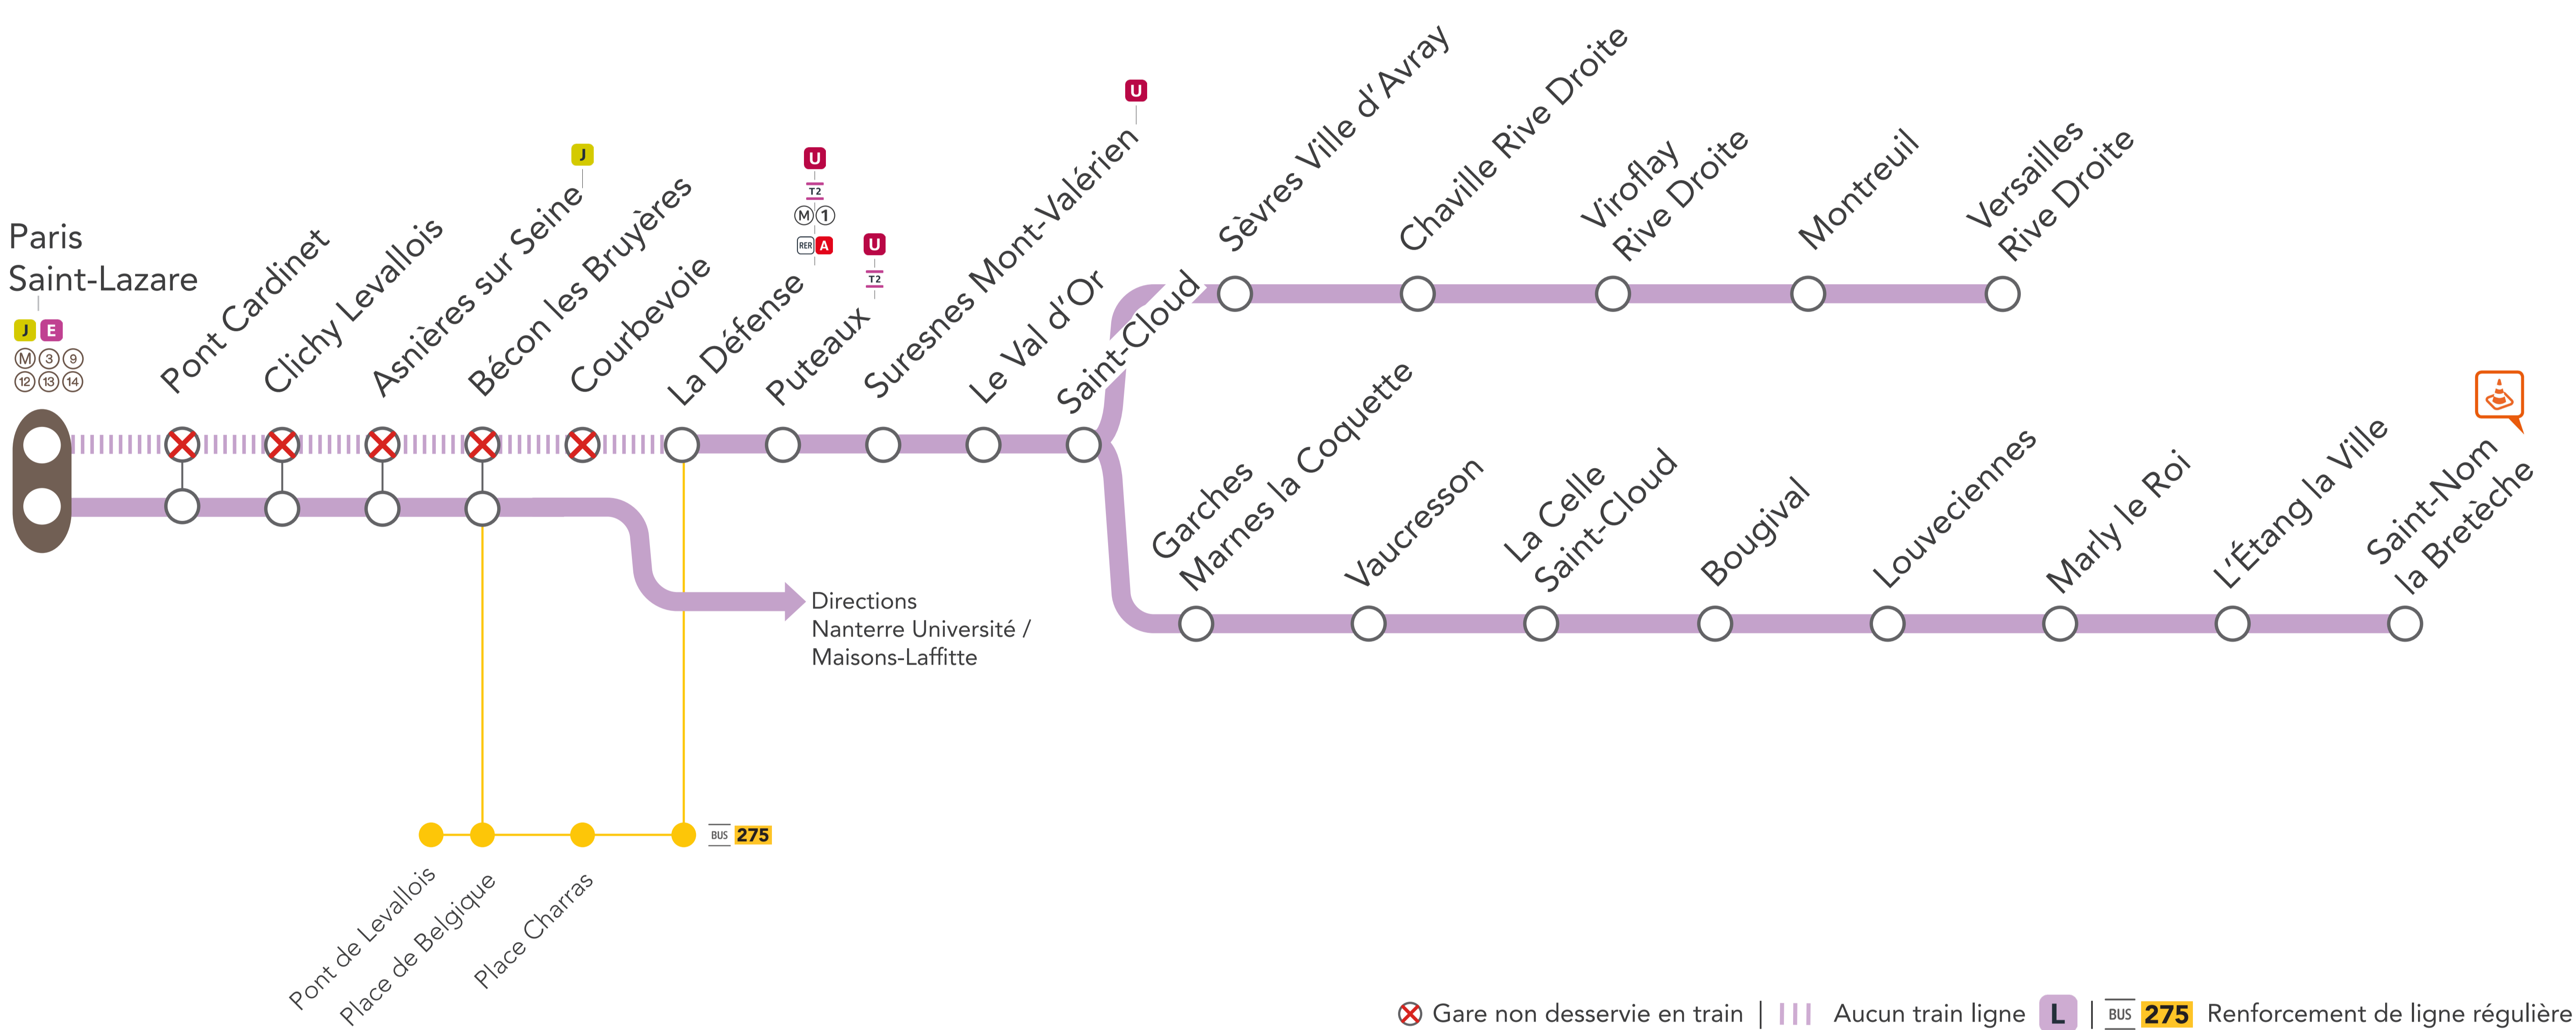 Paris
Saint-Lazare
J E
M 3 9
12 13 14
Pont Cardinet
Clichy Levallois
Asnières sur Seine
J
Bécon les Bruyères
Courbevoie
La Défense
U
T2
M 1
RER A
Puteaux
U
T2
Suresnes Mont-Valérien
U
Le Val d'Or
Saint-Cloud
Sèvres Ville d'Avray
Chaville Rive Droite
Viroflay
Rive Droite
Montreuil
Versailles
Rive Droite
Garches
Marnes la Coquette
Vaucresson
La Celle
Saint-Cloud
Bougival
Louveciennes
Marly le Roi
L'Étang la Ville
Saint-Nom
la Bretèche
Directions
Nanterre Université /
Maisons-Laffitte
BUS 275
Pont de Levallois
Place de Belgique
Place Charras
Gare non desservie en train | Aucun train ligne L | BUS 275 Renforcement de ligne régulière